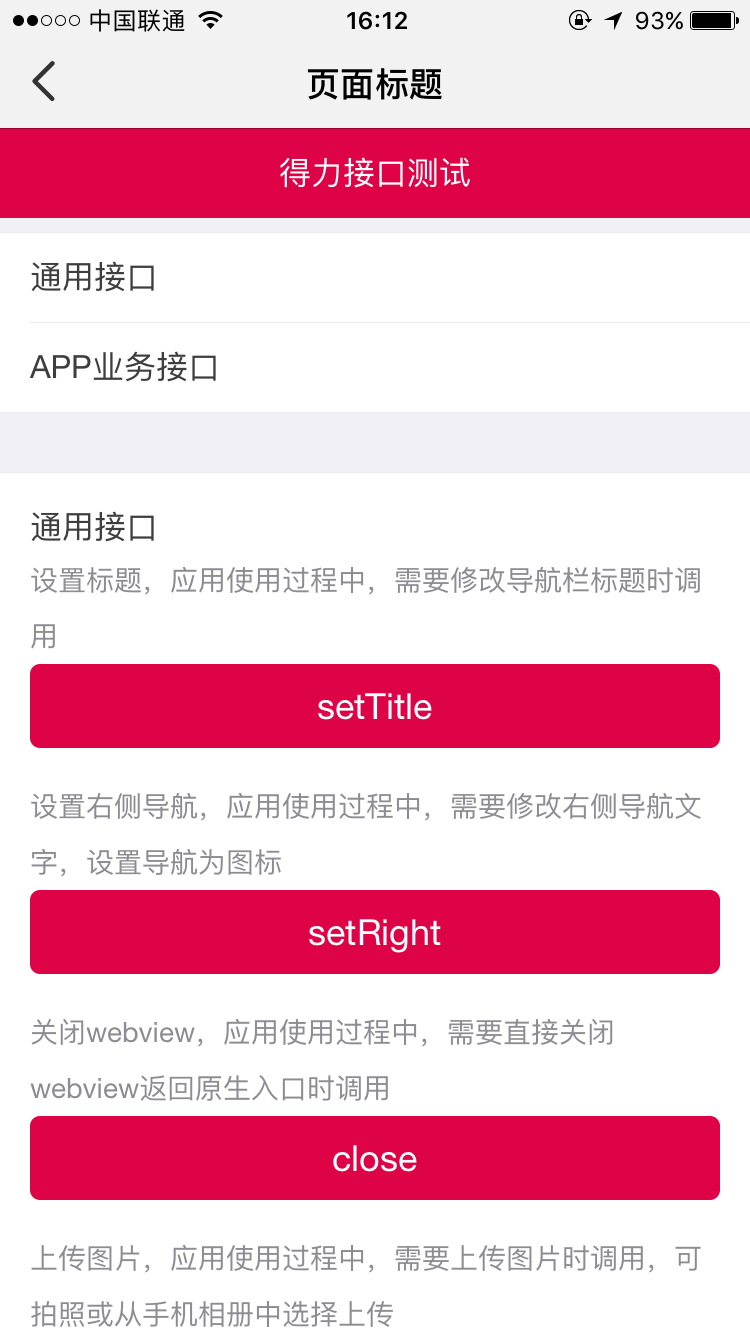 中国联通 16:12 93%
页面标题
得力接口测试
通用接口
APP业务接口
通用接口
设置标题，应用使用过程中，需要修改导航栏标题时调
用
setTitle
设置右侧导航，应用使用过程中，需要修改右侧导航文
字，设置导航为图标
setRight
关闭webview，应用使用过程中，需要直接关闭
webview返回原生入口时调用
close
上传图片，应用使用过程中，需要上传图片时调用，可
拍照或从手机相册中选择上传